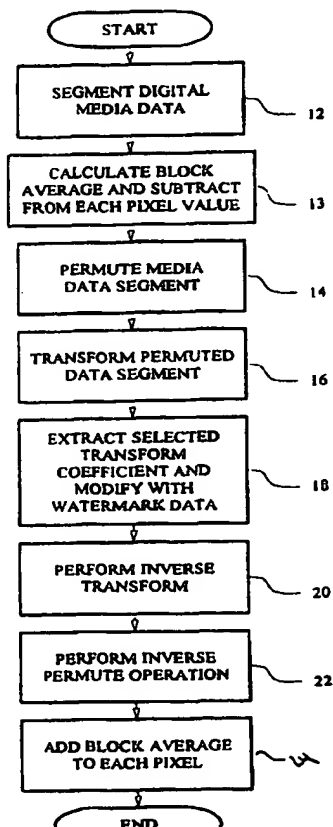 START
SEGMENT DIGITAL
MEDIA DATA
12
CALCULATE BLOCK
AVERAGE AND SUBTRACT
FROM EACH PIXEL VALUE
13
PERMUTE MEDIA
DATA SEGMENT
14
TRANSFORM PERMUTED
DATA SEGMENT
16
EXTRACT SELECTED
TRANSFORM
COEFFICIENT AND
MODIFY WITH
WATERMARK DATA
18
PERFORM INVERSE
TRANSFORM
20
PERFORM INVERSE
PERMUTE OPERATION
22
ADD BLOCK AVERAGE
TO EACH PIXEL
24
END